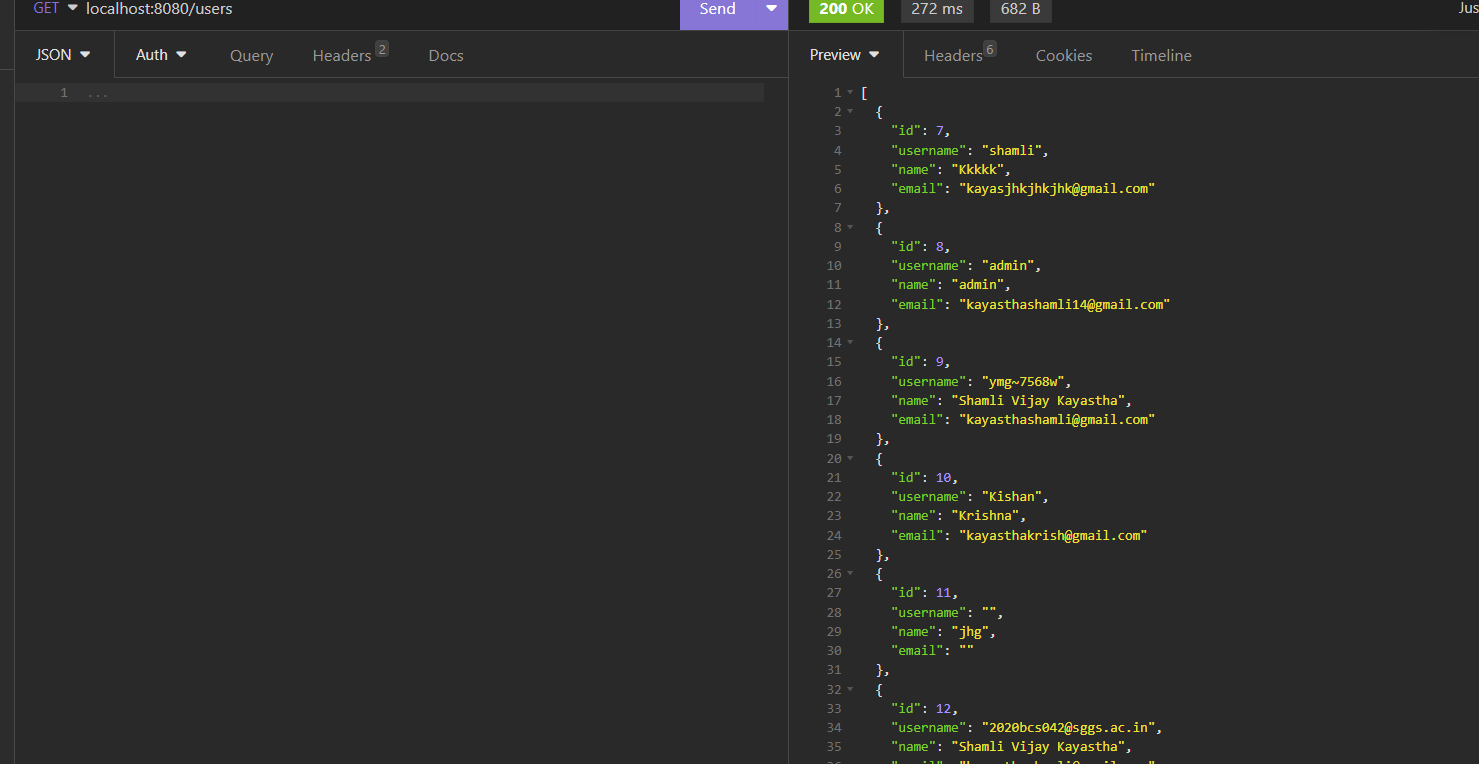 GET localhost:8080/users Send 200 OK 272 ms 682 B Jus
JSON Auth Query Headers 2 Docs Preview Headers 6 Cookies Timeline
1 ...
1 [
2 {
3 "id": 7,
4 "username": "shamli",
5 "name": "Kkkkk",
6 "email": "kayasjhkjhkjhk@gmail.com"
7 },
8 {
9 "id": 8,
10 "username": "admin",
11 "name": "admin",
12 "email": "kayasthashamli14@gmail.com"
13 },
14 {
15 "id": 9,
16 "username": "ymg~7568w",
17 "name": "Shamli Vijay Kayastha",
18 "email": "kayasthashamli@gmail.com"
19 },
20 {
21 "id": 10,
22 "username": "Kishan",
23 "name": "Krishna",
24 "email": "kayasthakrish@gmail.com"
25 },
26 {
27 "id": 11,
28 "username": "",
29 "name": "jhg",
30 "email": ""
31 },
32 {
33 "id": 12,
34 "username": "2020bcs042@sggs.ac.in",
35 "name": "Shamli Vijay Kayastha",